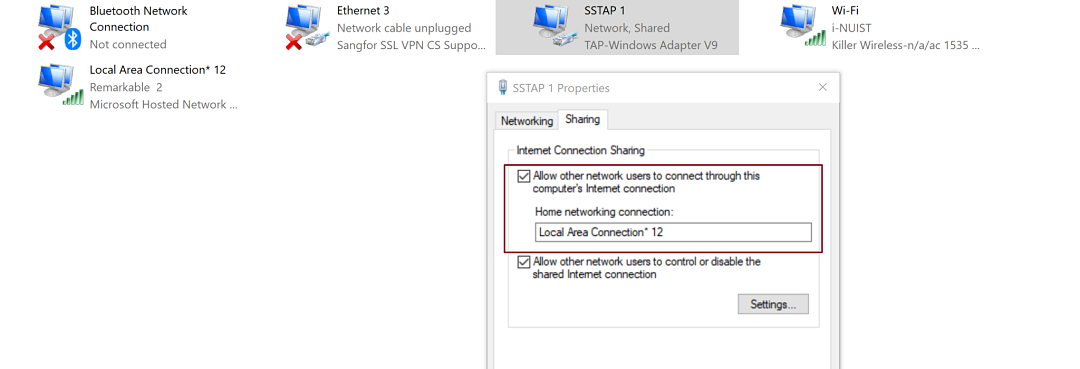 Bluetooth Network
Connection
Not connected
Ethernet 3
Network cable unplugged
Sangfor SSL VPN CS Suppo...
SSTAP 1
Network, Shared
TAP-Windows Adapter V9
Wi-Fi
i-NUIST
Killer Wireless-n/a/ac 1535 ...
Local Area Connection* 12
Remarkable 2
Microsoft Hosted Network ...
SSTAP 1 Properties
Networking
Sharing
Internet Connection Sharing
Allow other network users to connect through this
computer's Internet connection
Home networking connection:
Local Area Connection* 12
Allow other network users to control or disable the
shared Internet connection
Settings...